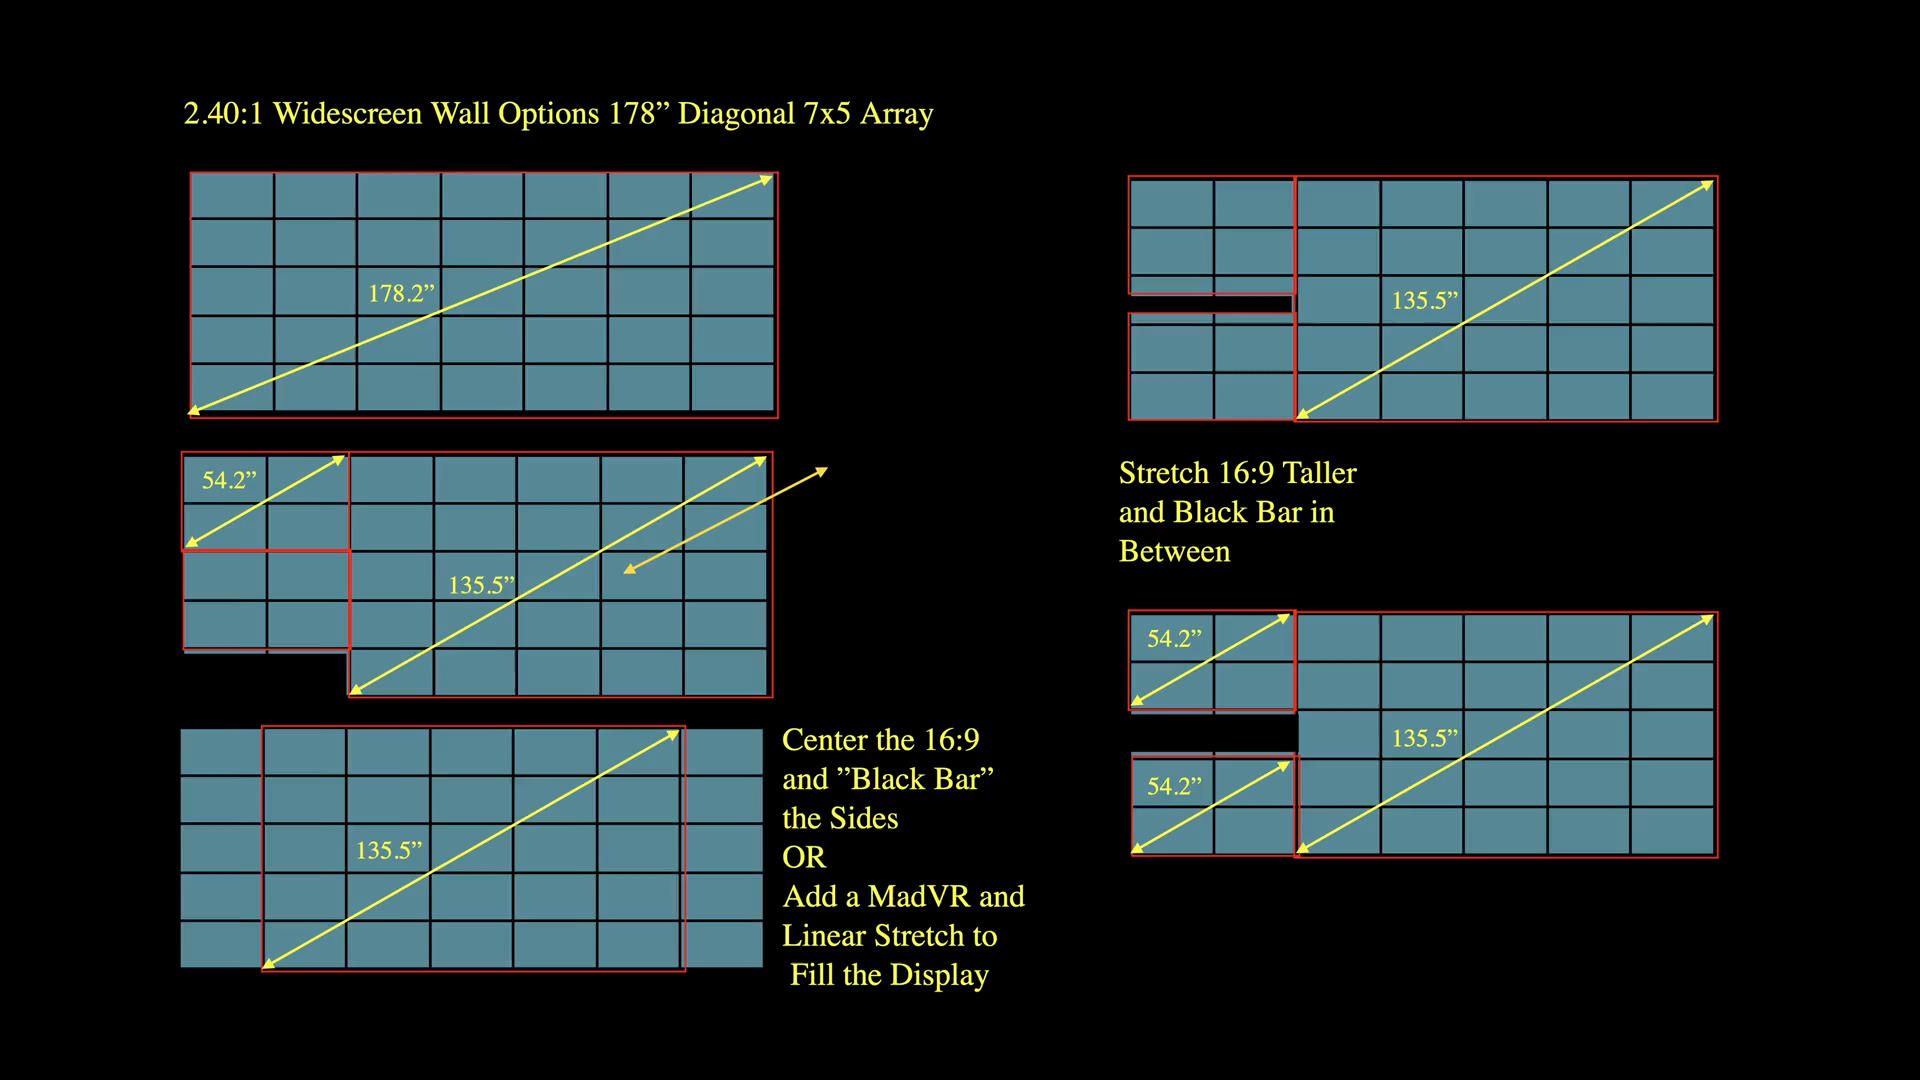 2.40:1 Widescreen Wall Options 178” Diagonal 7x5 Array
178.2”
54.2”
135.5”
135.5”
Center the 16:9
and ”Black Bar”
the Sides
OR
Add a MadVR and
Linear Stretch to
Fill the Display
135.5”
Stretch 16:9 Taller
and Black Bar in
Between
54.2”
135.5”
54.2”